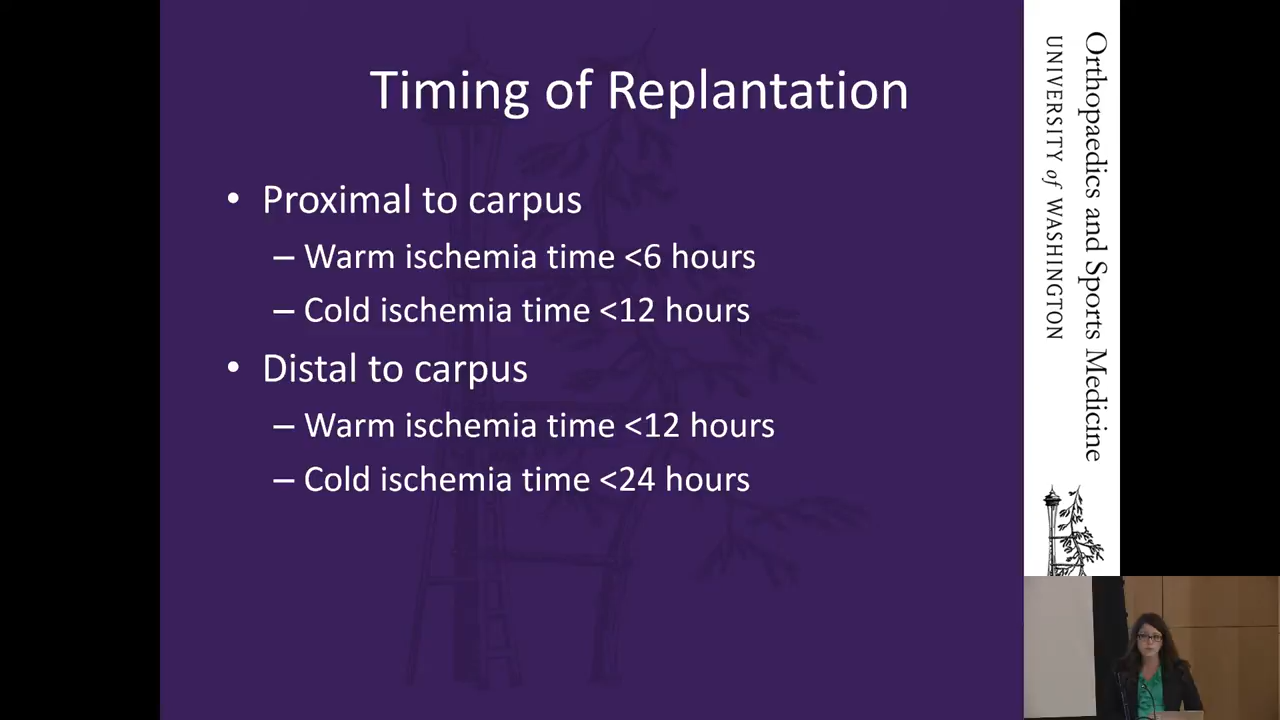 Timing of Replantation
• Proximal to carpus
– Warm ischemia time <6 hours
– Cold ischemia time <12 hours
• Distal to carpus
– Warm ischemia time <12 hours
– Cold ischemia time <24 hours
Orthopaedics and Sports Medicine
UNIVERSITY of WASHINGTON